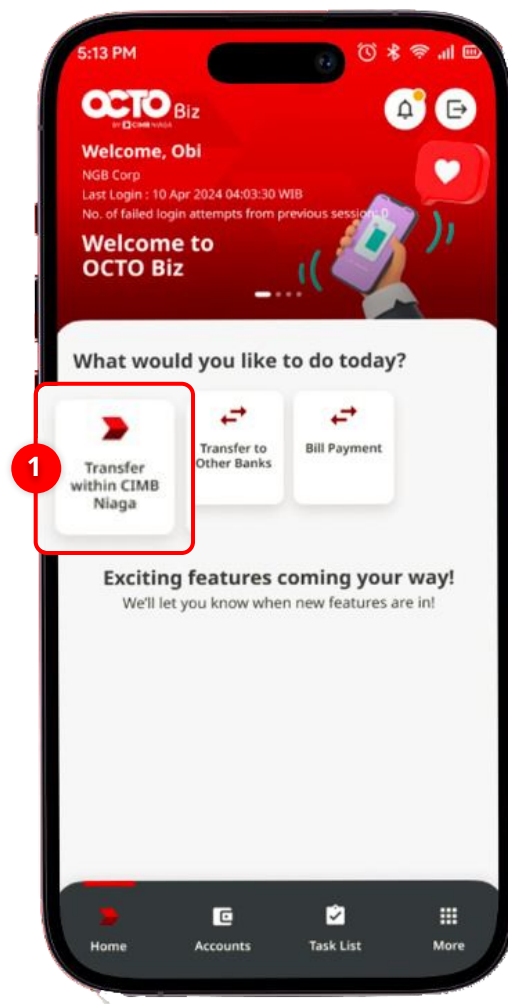 5:13 PM
OCTO Biz
BY CIMB NIAGA
Welcome, Obi
NGB Corp
Last Login : 10 Apr 2024 04:03:30 WIB
No. of failed login attempts from previous session: 0
Welcome to
OCTO Biz
What would you like to do today?
1
Transfer
within CIMB
Niaga
Transfer to
Other Banks
Bill Payment
Exciting features coming your way!
We'll let you know when new features are in!
Home
Accounts
Task List
More